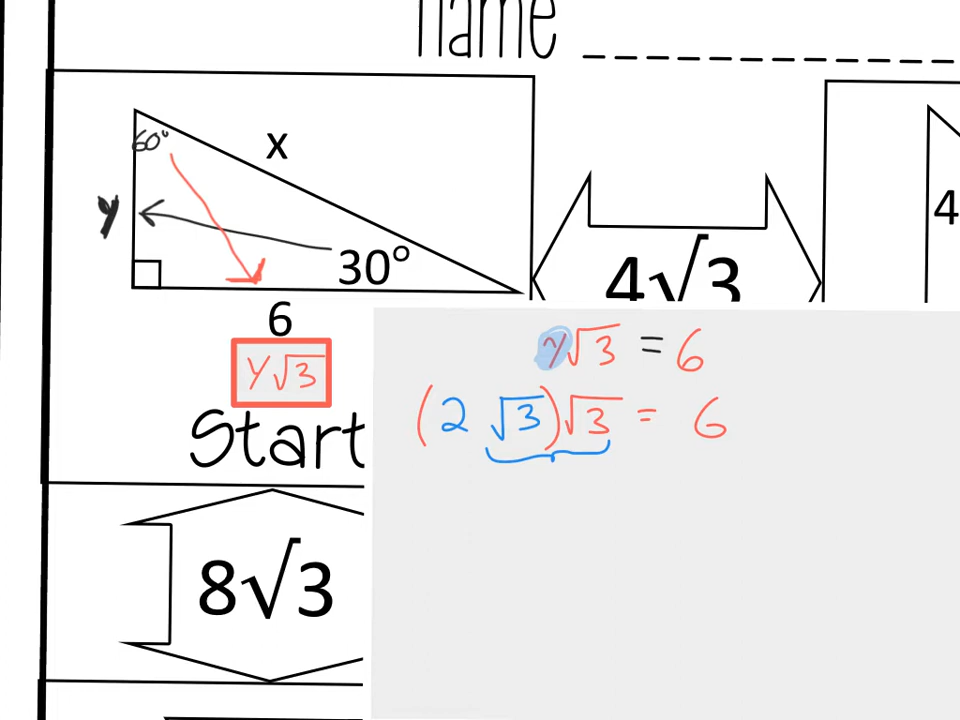 Name
60°
x
y
30°
4
4√3
6
y√3
y√3 = 6
(2 √3)√3 = 6
Start
8√3